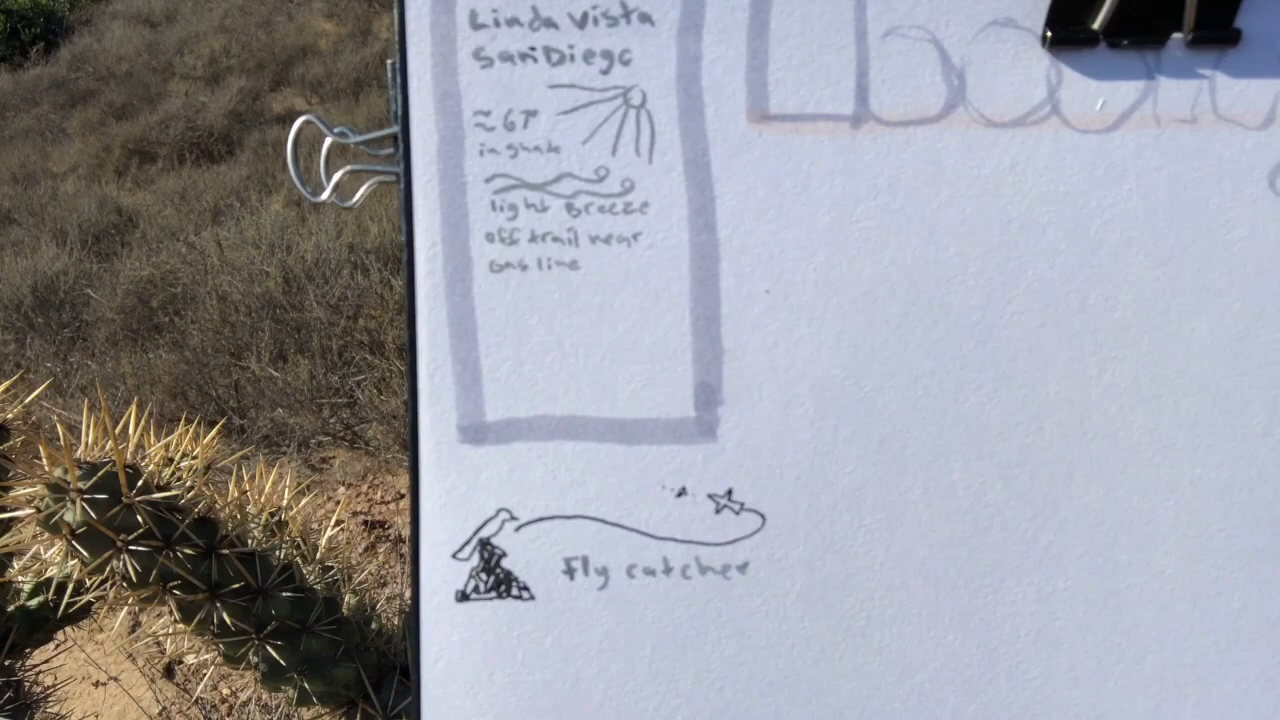 Linda Vista
San Diego
≈ 67°
in shade
light Breeze
off trail near
Gas line
fly catcher